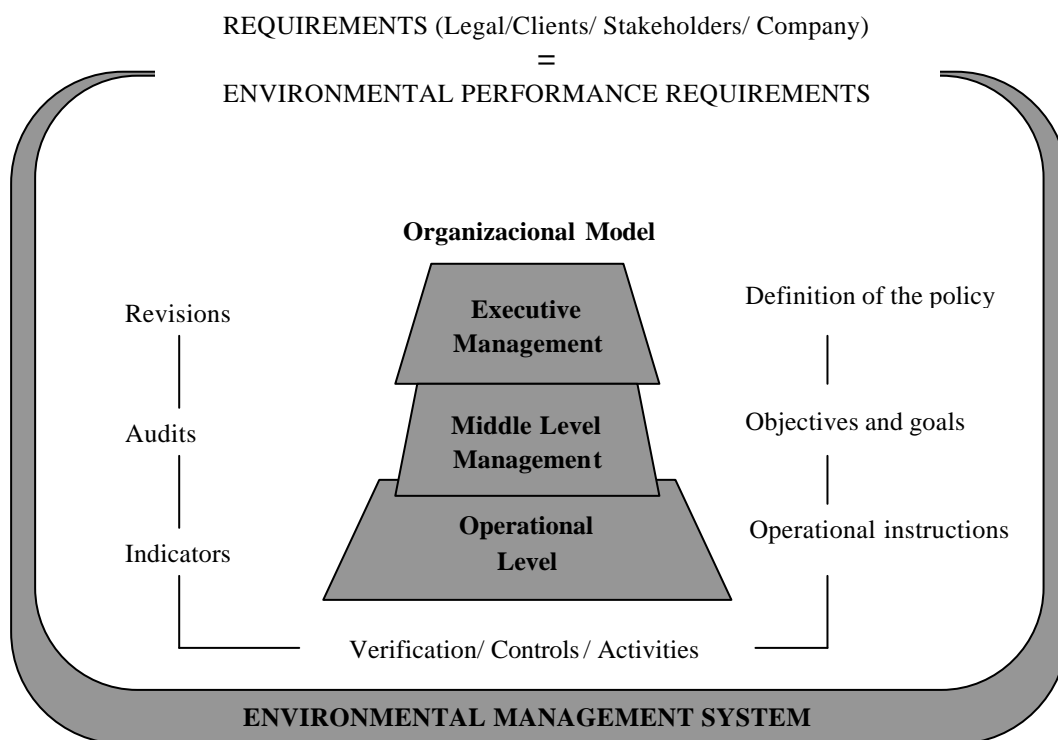 REQUIREMENTS (Legal/Clients/ Stakeholders/ Company)
=
ENVIRONMENTAL PERFORMANCE REQUIREMENTS
Organizacional Model
Executive
Management
Middle Level
Management
Operational
Level
Revisions
Audits
Indicators
Definition of the policy
Objectives and goals
Operational instructions
Verification/ Controls / Activities
ENVIRONMENTAL MANAGEMENT SYSTEM